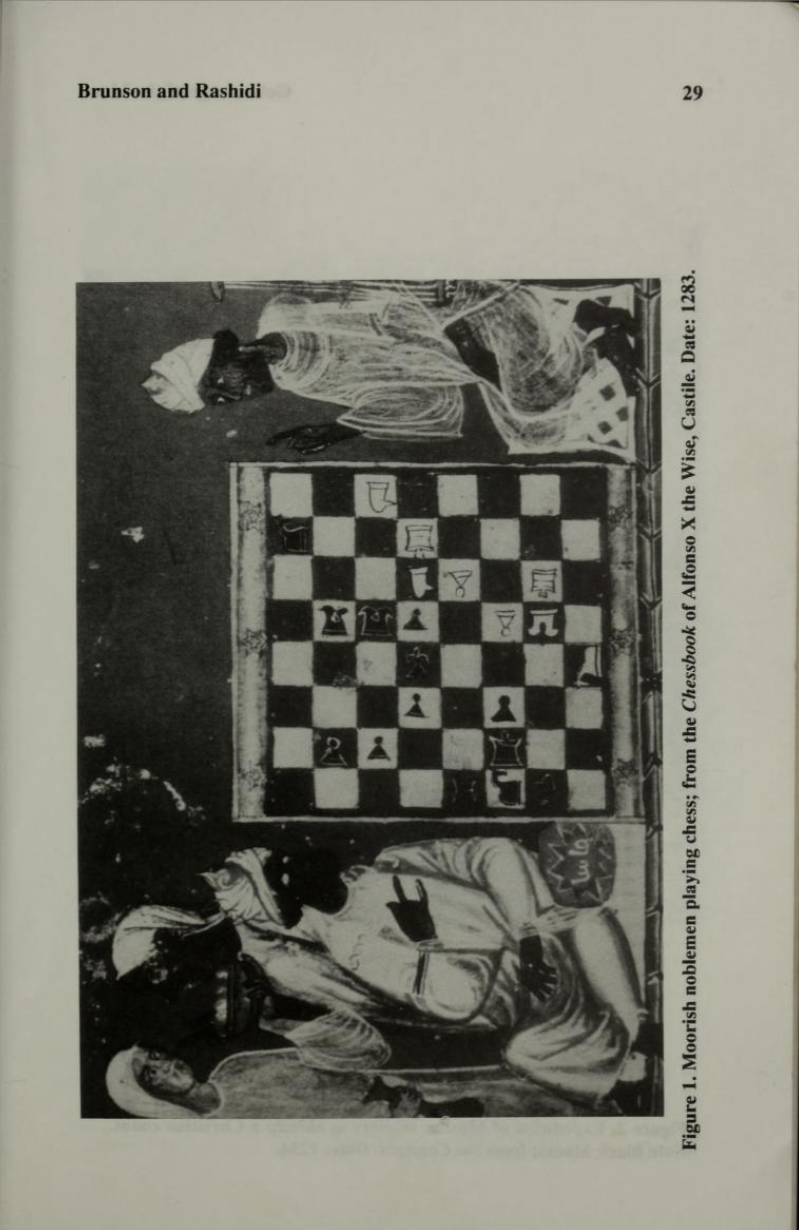 Brunson and Rashidi
29
Figure 1. Moorish noblemen playing chess; from the Chessbook of Alfonso X the Wise, Castile. Date: 1283.